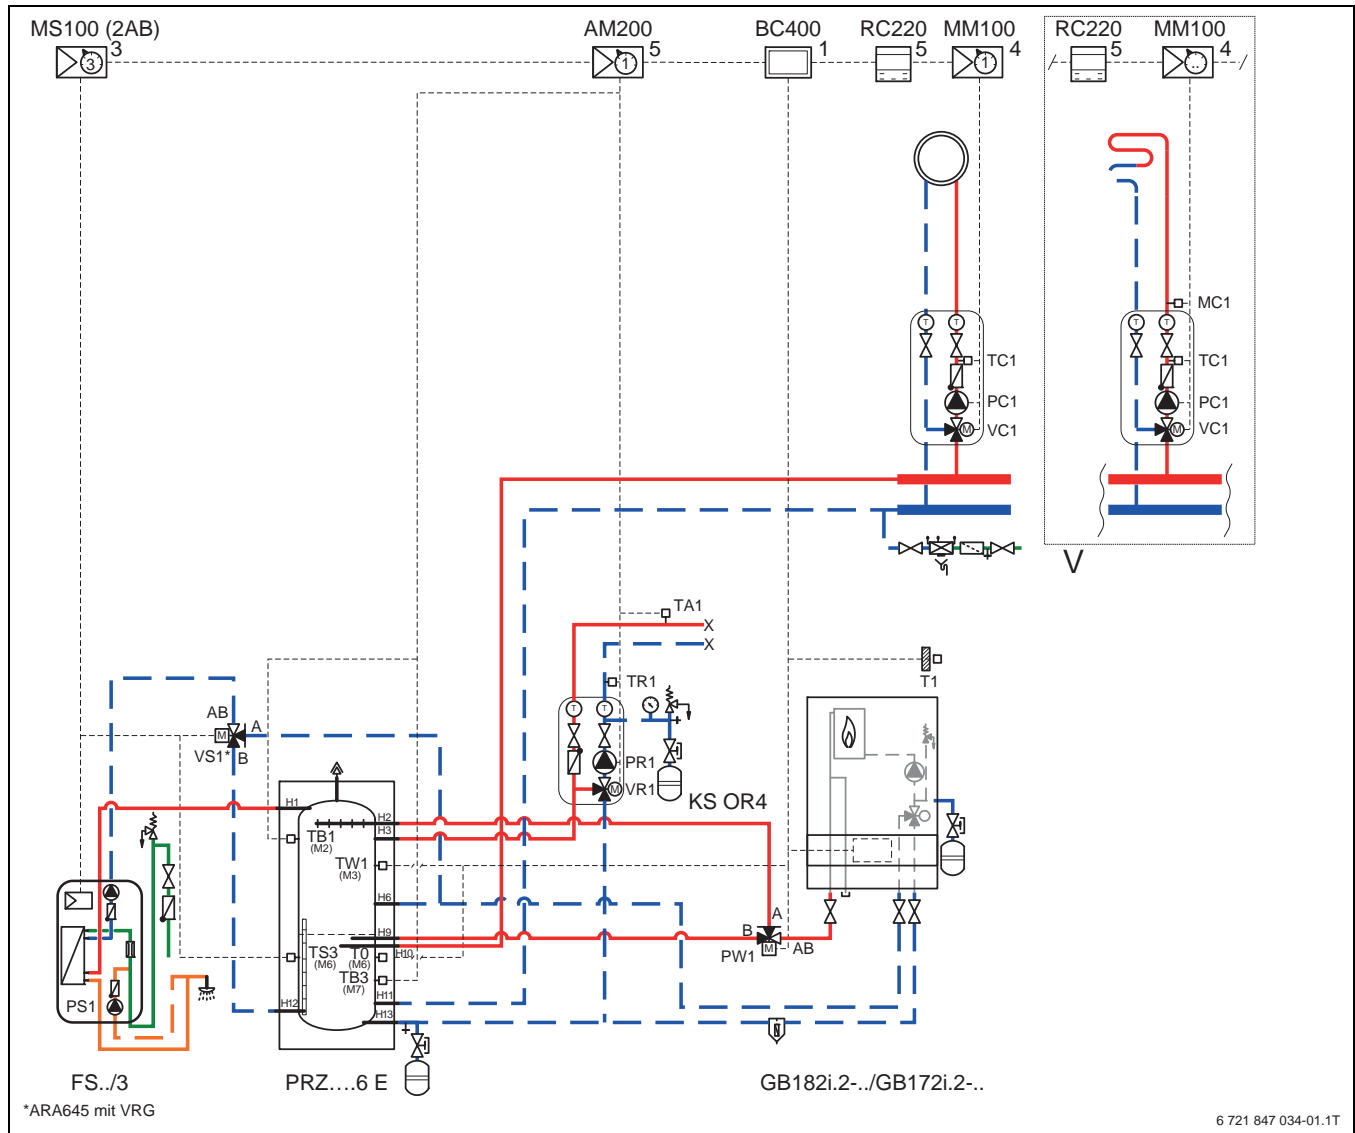 MS100 (2AB) AM200 BC400 RC220 MM100 RC220 MM100
3 5 1 5 4 5 4
3 1 1 ..
MC1
T T T T
TC1 TC1
PC1 PC1
M VC1 M VC1
V
TA1
X
X
TR1
T1
AB
M A
VS1* B
T T
PR1
M VR1
KS OR4
H1
H2
H3
TB1
(M2)
TW1
(M3)
H6
A
H9 B
TS3 T0 H10 M AB
(M6) (M6) PW1
TB3
(M7)
PS1
H12 H11
H13
FS../3 PRZ....6 E GB182i.2-../GB172i.2-..
*ARA645 mit VRG
6 721 847 034-01.1T